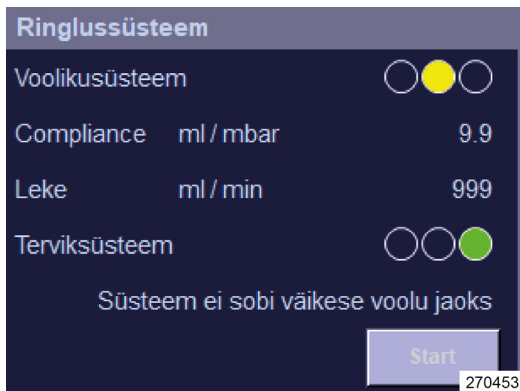 Ringlussüsteem
Voolikusüsteem
Compliance ml / mbar 9.9
Leke ml / min 999
Terviksüsteem
Süsteem ei sobi väikese voolu jaoks
Start
270453